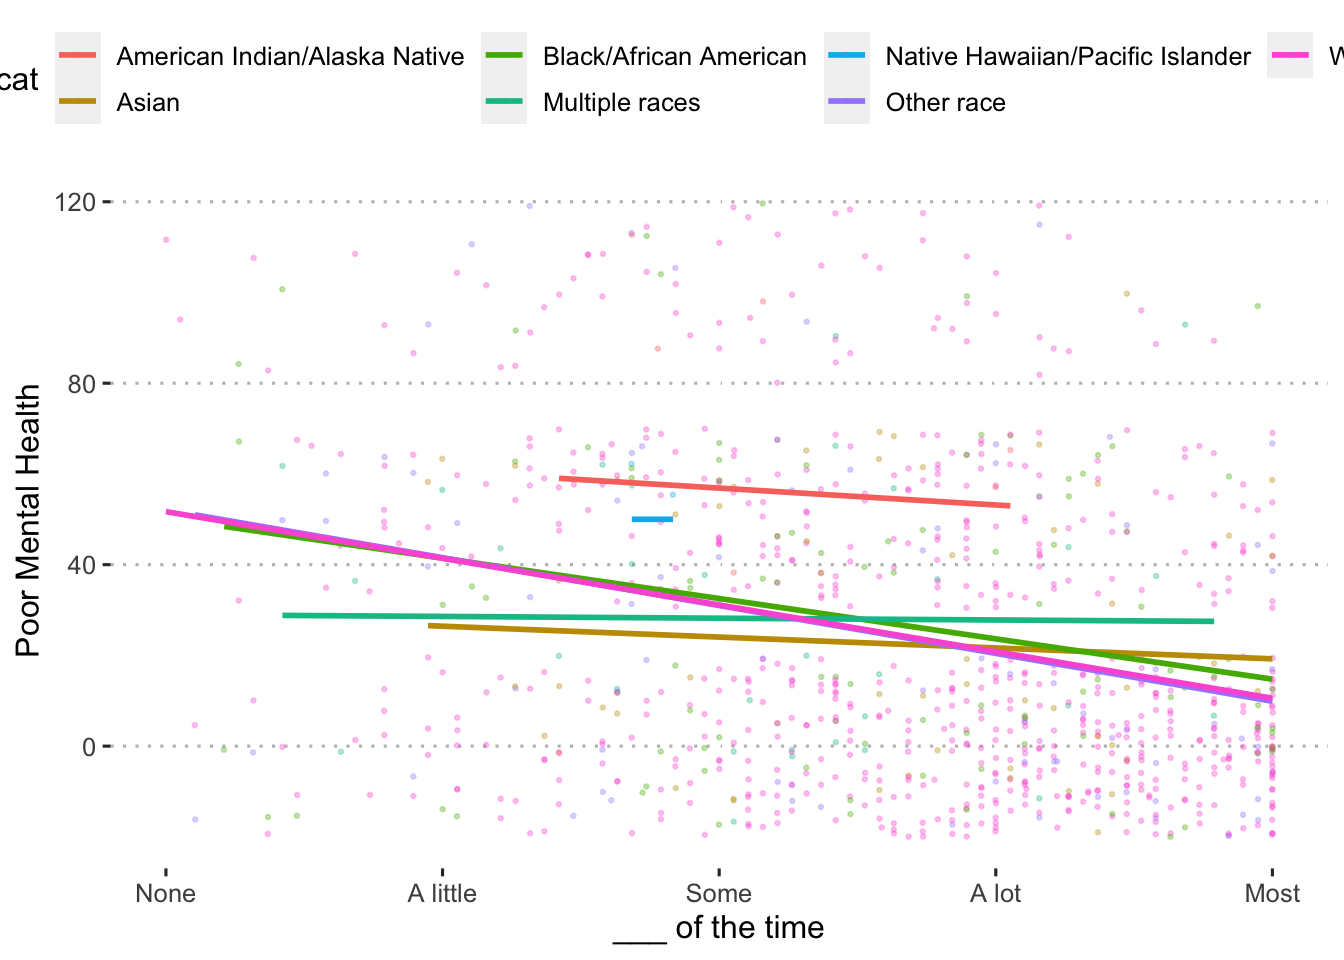 cat
American Indian/Alaska Native
Black/African American
Native Hawaiian/Pacific Islander
Asian
Multiple races
Other race
120
80
40
0
Poor Mental Health
None
A little
Some
A lot
Most
___ of the time